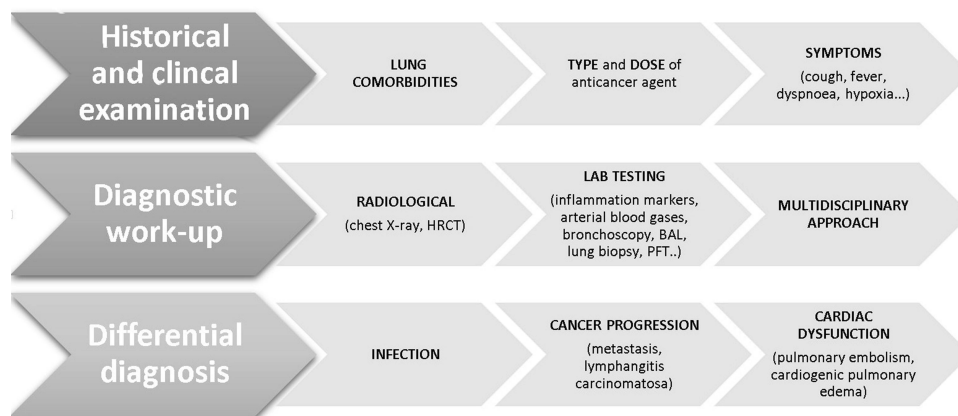 Historical
and clincal
examination
LUNG
COMORBIDITIES
TYPE and DOSE of
anticancer agent
SYMPTOMS
(cough, fever,
dyspnoea, hypoxia...)
Diagnostic
work-up
RADIOLOGICAL
(chest X-ray, HRCT)
LAB TESTING
(inflammation markers,
arterial blood gases,
bronchoscopy, BAL,
lung biopsy, PFT..)
MULTIDISCIPLINARY
APPROACH
Differential
diagnosis
INFECTION
CANCER PROGRESSION
(metastasis,
lymphangitis
carcinomatosa)
CARDIAC
DYSFUNCTION
(pulmonary embolism,
cardiogenic pulmonary
edema)